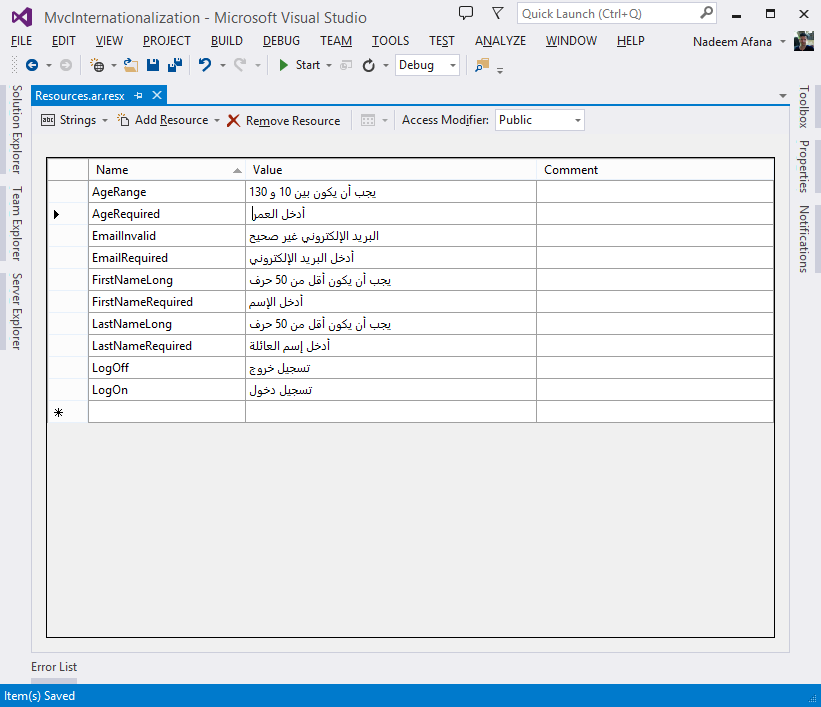 MvcInternationalization - Microsoft Visual Studio
Quick Launch (Ctrl+Q)
FILE EDIT VIEW PROJECT BUILD DEBUG TEAM TOOLS TEST ANALYZE WINDOW HELP Nadeem Afana
Start Debug
Resources.ar.resx
Strings Add Resource Remove Resource Access Modifier: Public
Name Value Comment
AgeRange يجب أن يكون بين 10 و 130
AgeRequired أدخل العمر
EmailInvalid البريد الإلكتروني غير صحيح
EmailRequired أدخل البريد الإلكتروني
FirstNameLong يجب أن يكون أقل من 50 حرف
FirstNameRequired أدخل الإسم
LastNameLong يجب أن يكون أقل من 50 حرف
LastNameRequired أدخل إسم العائلة
LogOff تسجيل خروج
LogOn تسجيل دخول
Solution Explorer
Team Explorer
Server Explorer
Toolbox
Properties
Notifications
Error List
Item(s) Saved